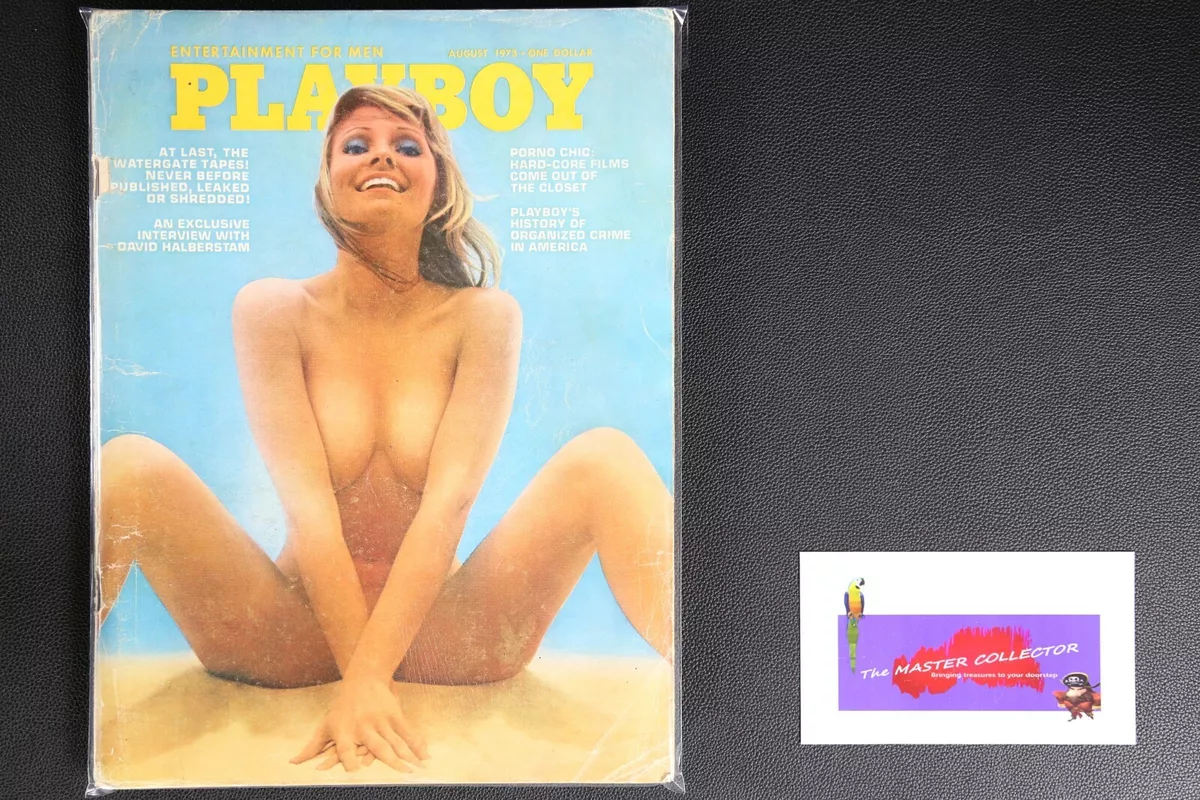 ENTERTAINMENT FOR MEN
AUGUST 1973 • ONE DOLLAR
PLAYBOY
AT LAST, THE
WATERGATE TAPES!
NEVER BEFORE
PUBLISHED, LEAKED
OR SHREDDED!
AN EXCLUSIVE
INTERVIEW WITH
DAVID HALBERSTAM
PORNO CHIC:
HARD-CORE FILMS
COME OUT OF
THE CLOSET
PLAYBOY'S
HISTORY OF
ORGANIZED CRIME
IN AMERICA
The MASTER COLLECTOR
Bringing treasures to your doorstep